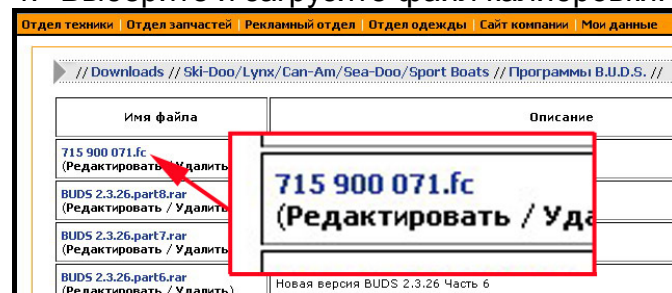 Отдел техники | Отдел запчастей | Рекламный отдел | Отдел одежды | Сайт компании | Мои данные
// Downloads // Ski-Doo/Lynx/Can-Am/Sea-Doo/Sport Boats // Программы B.U.D.S. //
Имя файла Описание
715 900 071.fc
(Редактировать / Удалить
715 900 071.fc
(Редактировать / Уда
BUDS 2.3.26.part8.rar
(Редактировать / Удалить
BUDS 2.3.26.part7.rar
(Редактировать / Удалить
BUDS 2.3.26.part6.rar
(Редактировать / Удалить)
Новая версия BUDS 2.3.26 Часть 6